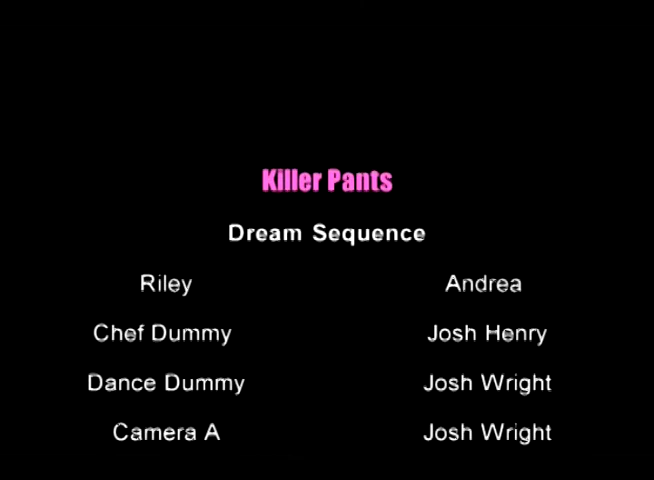 Killer Pants
Dream Sequence
Riley Andrea
Chef Dummy Josh Henry
Dance Dummy Josh Wright
Camera A Josh Wright